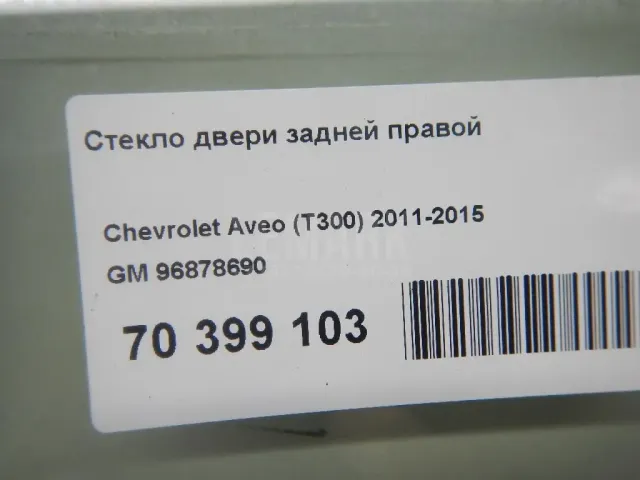 Стекло двери задней правой
Chevrolet Aveo (T300) 2011-2015
GM 96878690
70 399 103